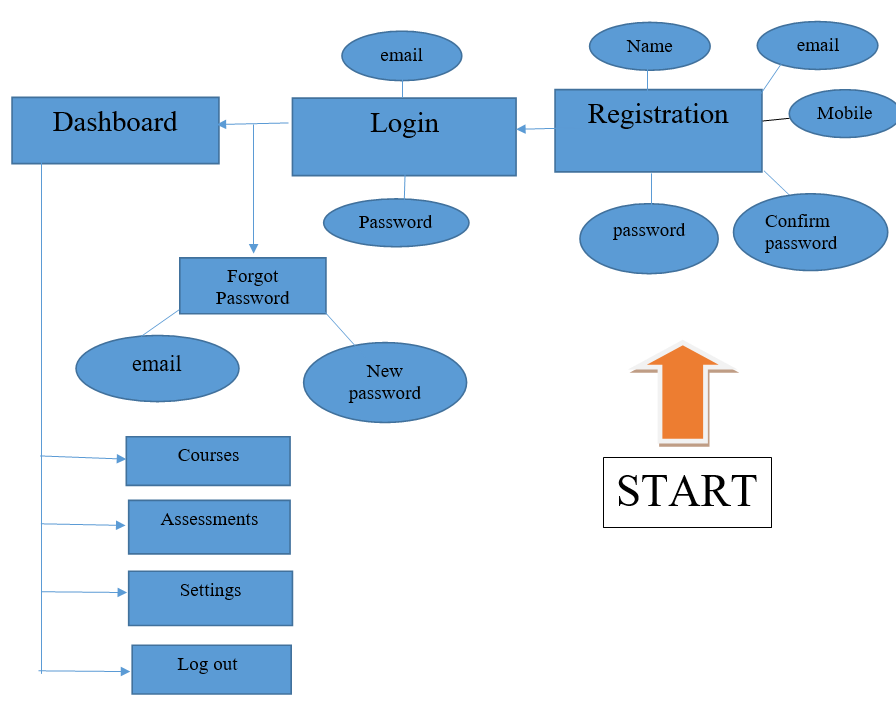 Name
email
email
Dashboard
Login
Registration
Mobile
Password
password
Confirm
password
Forgot
Password
email
New
password
Courses
START
Assessments
Settings
Log out